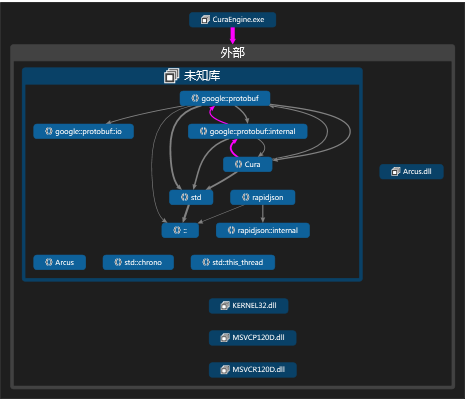 CuraEngine.exe
外部
未知库
google::protobuf
google::protobuf::io
google::protobuf::internal
Cura
Arcus.dll
std
rapidjson
::
rapidjson::internal
Arcus
std::chrono
std::this_thread
KERNEL32.dll
MSVCP120D.dll
MSVCR120D.dll